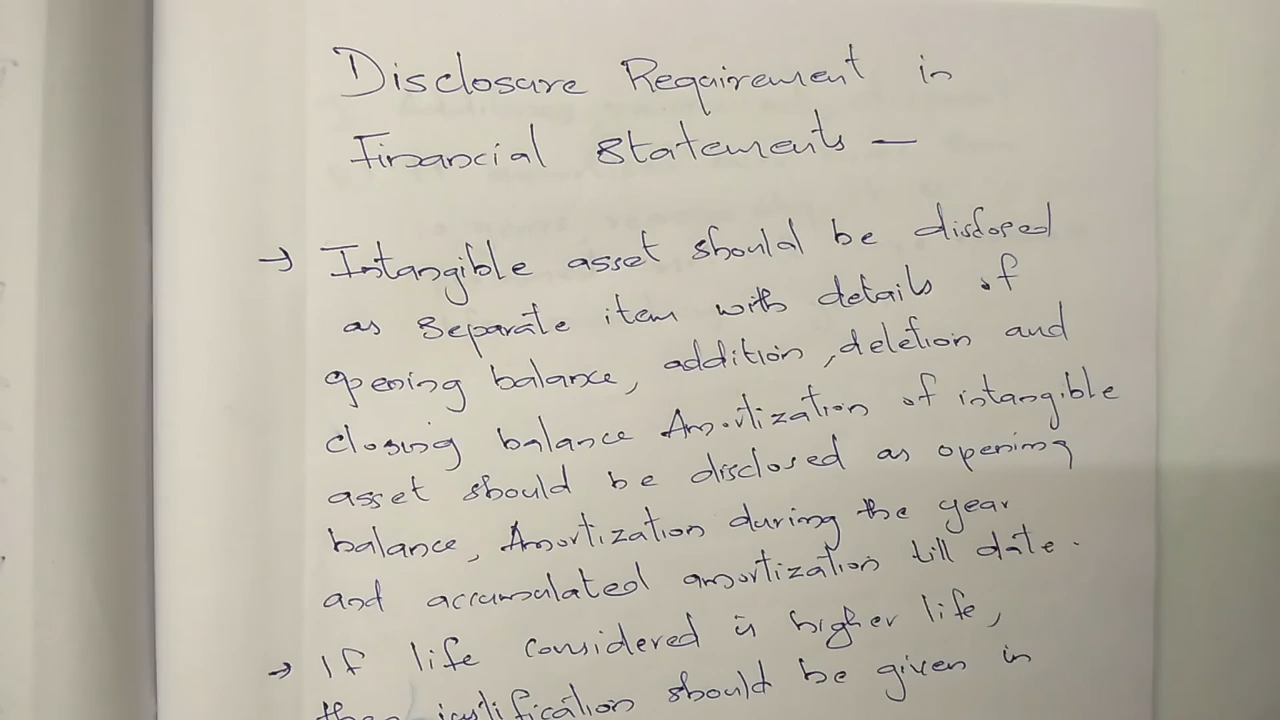 Disclosure Requirement in
Financial Statements —
→ Intangible asset should be disclosed
as separate item with details of
opening balance, addition, deletion and
closing balance Amortization of intangible
asset should be disclosed as opening
balance, Amortization during the year
and accumulated amortization till date.
→ If life considered is higher life,
then justification should be given in